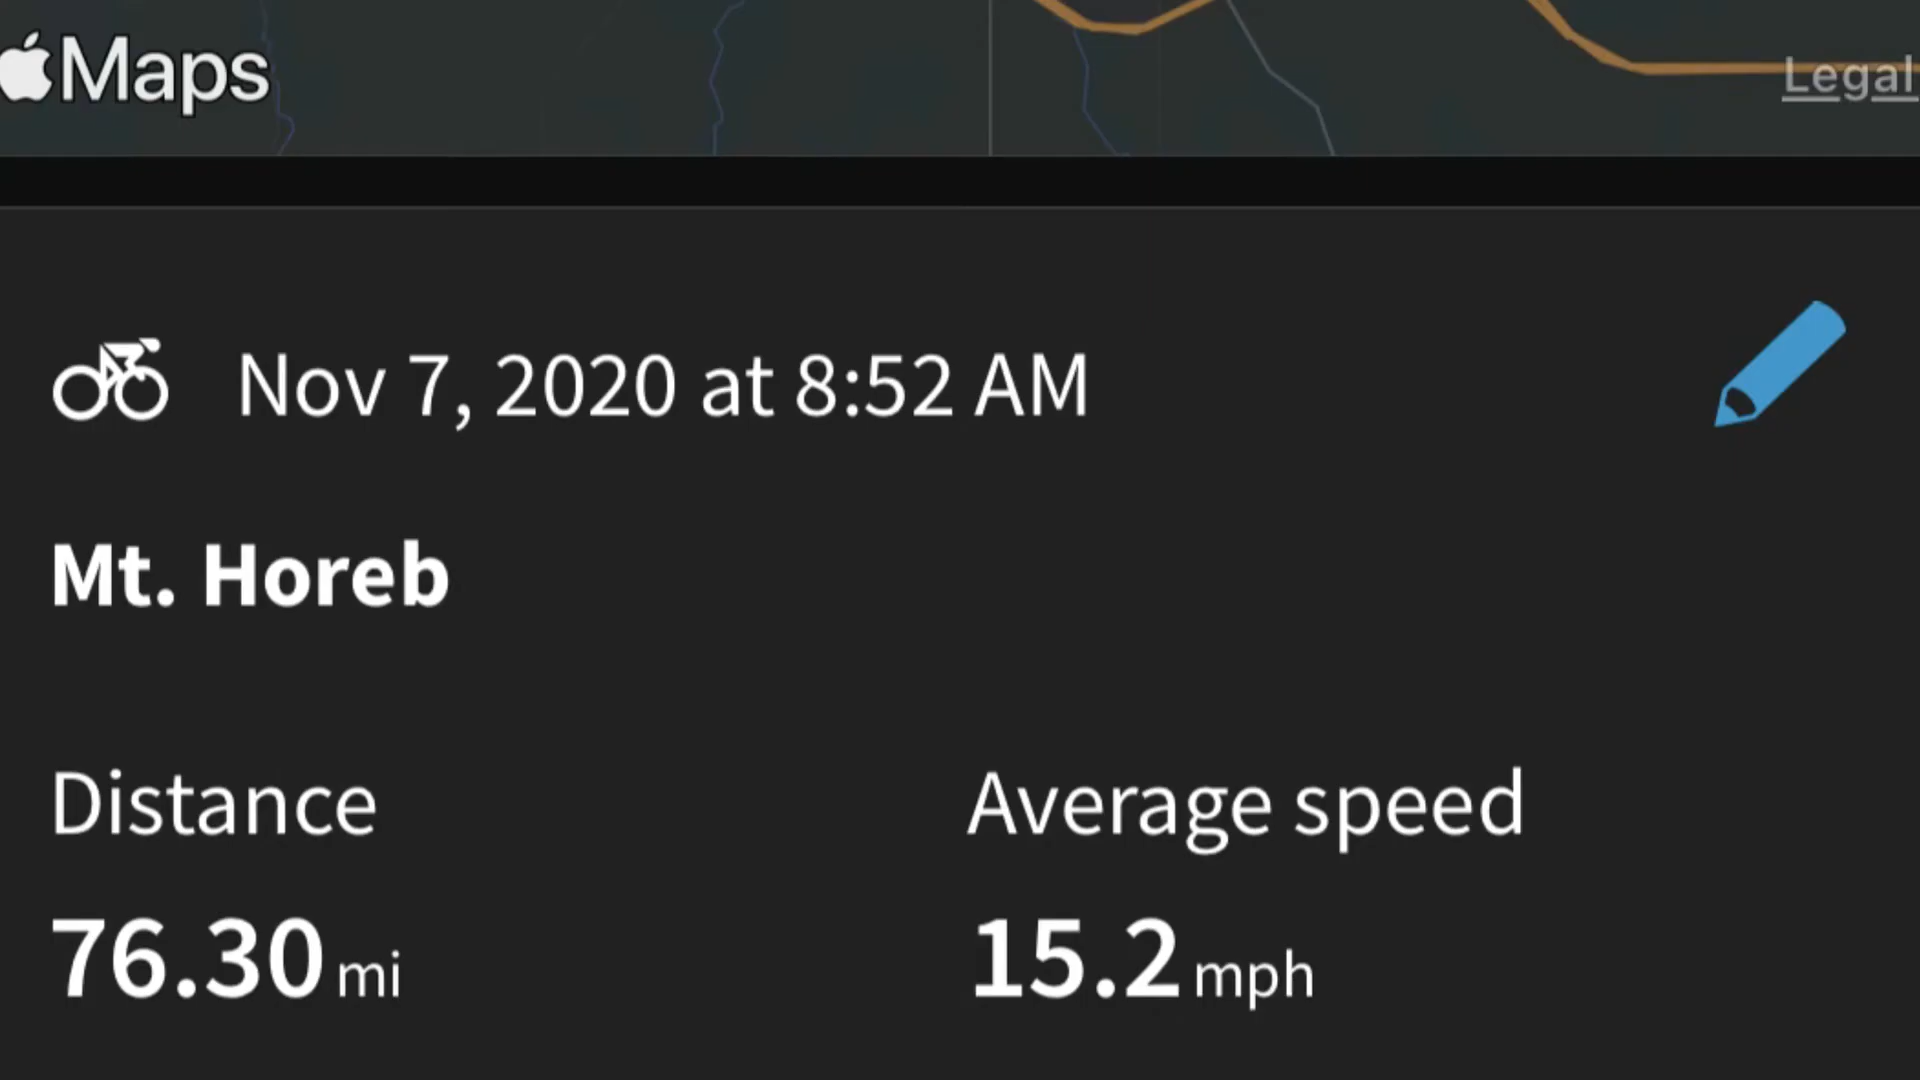 Maps
Legal
Nov 7, 2020 at 8:52 AM
Mt. Horeb
Distance
Average speed
76.30 mi
15.2 mph